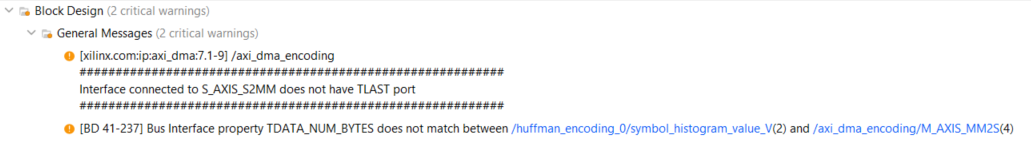 Block Design (2 critical warnings)
General Messages (2 critical warnings)
[xilinx.com:ip:axi_dma:7.1-9] /axi_dma_encoding
###########################################################
Interface connected to S_AXIS_S2MM does not have TLAST port
###########################################################
[BD 41-237] Bus Interface property TDATA_NUM_BYTES does not match between /huffman_encoding_0/symbol_histogram_value_V(2) and /axi_dma_encoding/M_AXIS_MM2S(4)